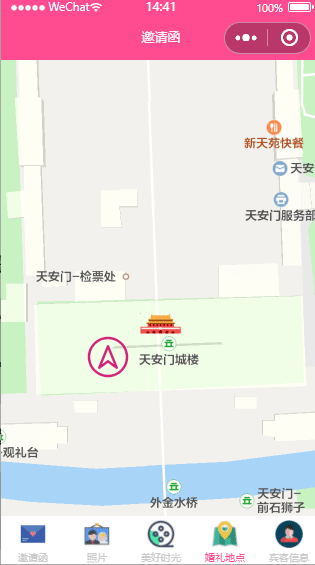 WeChat 14:41 100%
邀请函
新天苑快餐
天安
天安门服务部
天安门-检票处
天安门城楼
观礼台
外金水桥
天安门-
前石狮子
邀请函 照片 美好时光 婚礼地点 宾客信息